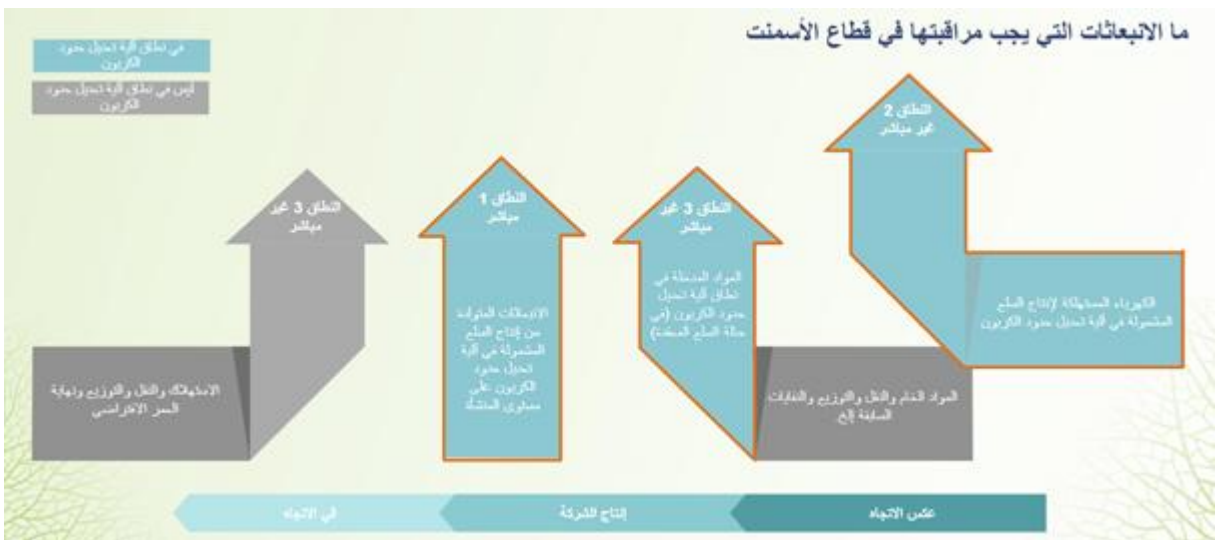 ما الانبعاثات التي يجب مراقبتها في قطاع الأسمنت
في نطاق آلية تعديل حدود
الكربون
ليس في نطاق آلية تعديل حدود
الكربون
النطاق 2
غير مباشر
الكهرباء المستهلكة لإنتاج السلع
المشمولة في آلية تعديل حدود الكربون
النطاق 3 غير
مباشر
المواد المدخلة في
نطاق آلية تعديل
حدود الكربون (في
حالة السلع المعقدة)
المواد الخام والنقل والتوزيع والنفايات
السابقة إلخ.
النطاق 1
مباشر
الانبعاثات المتولدة
من إنتاج السلع
المشمولة في آلية
تعديل حدود
الكربون على
مستوى المنشأة
النطاق 3 غير
مباشر
الاستهلاك والنقل والتوزيع ونهاية
العمر الافتراضي
عكس الاتجاه
إنتاج الشركة
في الاتجاه